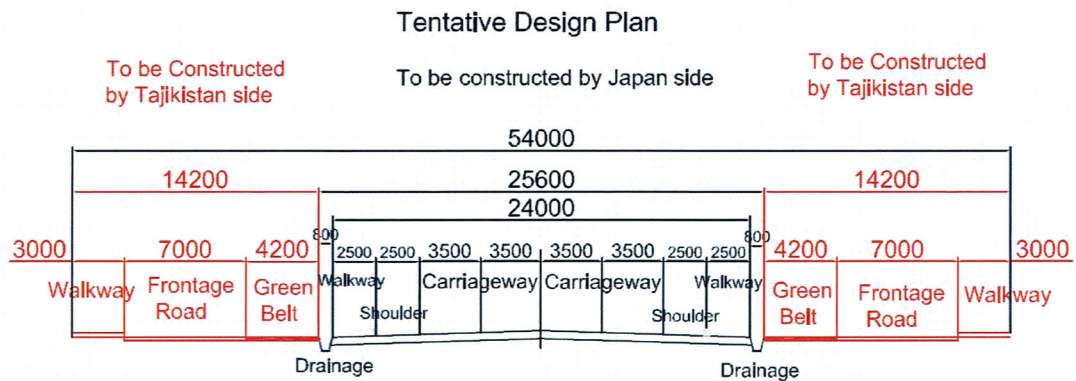 Tentative Design Plan
To be Constructed
by Tajikistan side
To be constructed by Japan side
To be Constructed
by Tajikistan side
54000
14200 25600 14200
24000
3000 7000 4200 800 2500 2500 3500 3500 3500 3500 2500 2500 800 4200 7000 3000
Walkway Frontage Road Green Belt Walkway Shoulder Carriageway Carriageway Shoulder Walkway Green Belt Frontage Road Walkway
Drainage Drainage